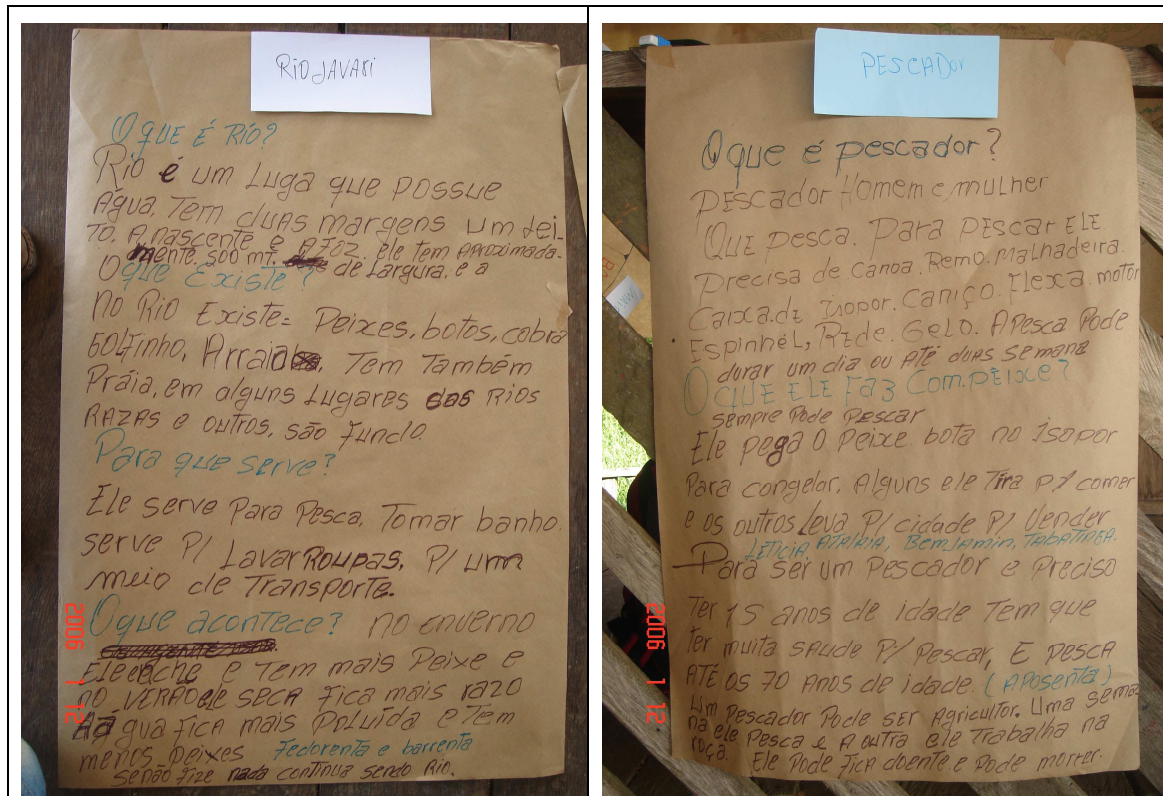 RIO JAVARI
O QUE É RIO?
Rio é um Luga que possue
Água. Tem duas margens um Lei-
TO. A nascente e A FOZ. ele tem Aproximada-
mente, 500 mt. de Largura. e a
O que Existe?
no Rio Existe= Peixes, botos, cobra
GOLFinho, Arraia, Tem Também
Práia, em alguns Lugares das Rios
RAZAS e outros, são Fundo.
Para que serve?
Ele serve Para Pesca, Tomar banho.
serve P/ Lavar ROUPAS, P/ um
meio de Transporte.
O que acontece? no enverno
Ele enche e Tem mais Peixe e
no VERÃO ele seca Fica mais razo
A água Fica mais Poluída e Tem
menos peixes Fedorenta e barrenta
senão Fize nada continua sendo Rio.
2006 1 12
PESCADOr
O que é pescador?
PESCADOR Homem e mulher
QUE pesca. Para PEscar ELE
Precisa de canoa. Remo. malhadeira.
Caixa.dE Isopor. caniço. Flexa. motor
Espinhel, REde. Gelo. A Pesca Pode
durar um dia ou Até duas semana
O QUE ELE Faz Com.pEixe?
sempre Pode Pescar
Ele pega O Peixe bota no Isopor
Para congelar. Alguns ele Tira P/ comer
e os outros Leva P/ cidade P/ Vender
LETICIA, ATALAIA, BemJAmin, TABATINGA.
Para ser um Pescador e Preciso
Ter 15 anos de idade Tem que
Ter muita saude P/ Pescar, E pesca
ATÉ os 70 Anos de idade. (Aposenta)
um Pescador Pode ser Agricultor. Uma sema
na ele Pesca e A outra ele Trabalha na
roça. Ele Pode Fica doente e Pode morrer.
2006 1 12